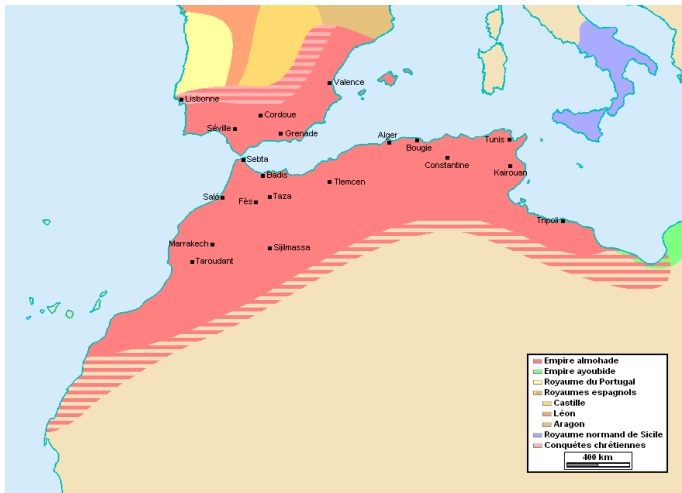 Valence
Lisbonne
Cordoue
Séville
Grenade
Alger
Bougie
Tunis
Sebta
Constantine
Kairouan
Badis
Tlemcen
Salé
Fès
Taza
Tripoli
Marrakech
Sijilmassa
Taroudant
Empire almohade
Empire ayoubide
Royaume du Portugal
Royaumes espagnols
Castille
Léon
Aragon
Royaume normand de Sicile
Conquêtes chrétiennes
400 km